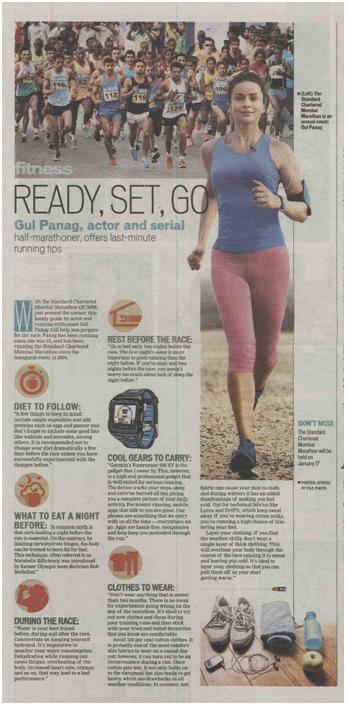 (Left) The
Standard
Chartered
Mumbai
Marathon is an
annual event;
Gul Panag
fitness
READY, SET, GO
Gul Panag, actor and serial
half-marathoner, offers last-minute
running tips
With the Standard Chartered
Mumbai Marathon (SCMM)
just around the corner, this
handy guide by actor and
running enthusiast Gul
Panag will help you prepare
for the race. Panag has been running
since she was 15, and has been
running the Standard Chartered
Mumbai Marathon since the
inaugural event in 2004.
DIET TO FOLLOW:
"A few things to keep in mind:
include simple vegetables and add
proteins such as eggs and paneer and
don't forget to include some good fats
like walnuts and avocados, among
others. It is recommended not to
change your diet dramatically a few
days before the race unless you have
successfully experimented with the
changes before."
WHAT TO EAT A NIGHT
BEFORE: "A common myth is
that carb-loading a night before the
run is essential. On the contrary, by
limiting carbohydrate binges, the body
can be trained to burn fat for fuel.
This technique, often referred to as
Metabolic Efficiency, was introduced
by former Olympic team dietician Bob
Seebohar."
DURING THE RACE:
"Water is your best friend
before, during and after the race.
Concentrate on keeping yourself
hydrated. It's imperative to
monitor your water consumption.
Dehydration while running can
cause fatigue, overheating of the
body, increased heart rate, cramps
and so on, that may lead to a bad
performance."
REST BEFORE THE RACE:
"Go to bed early two nights before the
race. The first night's sleep is more
important to good running that the
night before. If you've slept well two
nights before the race, you needn't
worry too much about lack of sleep the
night before."
COOL GEARS TO CARRY:
"Garmin's Forerunner 920 XT is the
gadget that I swear by. This, however,
is a high-end professional gadget that
is well-suited for serious running.
The device tracks your steps, sleep
and calories burned all day, giving
you a complete picture of your daily
activity. For leisure running, mobile
apps that talk to you are great. Our
phones are something that we carry
with us all the time — everywhere we
go. Apps are hassle free, inexpensive
and help keep you motivated through
the run."
CLOTHES TO WEAR:
"Don't wear anything that is newer
than two months. There is no room
for experiments going wrong on the
day of the marathon. It's ideal to try
out new clothes and shoes during
your training runs and then stick
with your tried and tested favourites
that you know are comfortable.
Avoid 100 per cent cotton clothes. It
is probably one of the most comfort-
able fabrics to wear on a casual day
out; however, it can turn out to be an
inconvenience during a run. Once
cotton gets wet, it not only holds on
to the dampness but also tends to get
heavy, which are drawbacks in all
weather conditions. In summer, wet
fabric can cause your skin to chafe,
and during winters it has an added
disadvantage of making you feel
cold. Opt for technical fabrics like
Lycra and DriFit, which keep sweat
away. If you're wearing cotton socks,
you're running a high chance of blis-
tering your feet.
Layer your clothing. If you find
the weather chilly, don't wear a
single layer of thick clothing. This
will overheat your body through the
course of the race causing it to sweat
and leaving you cold. It's ideal to
layer your clothing so that you can
pull them off as your start
getting warm."
DON'T MISS
The Standard
Chartered
Mumbai
Marathon will be
held on
January 17